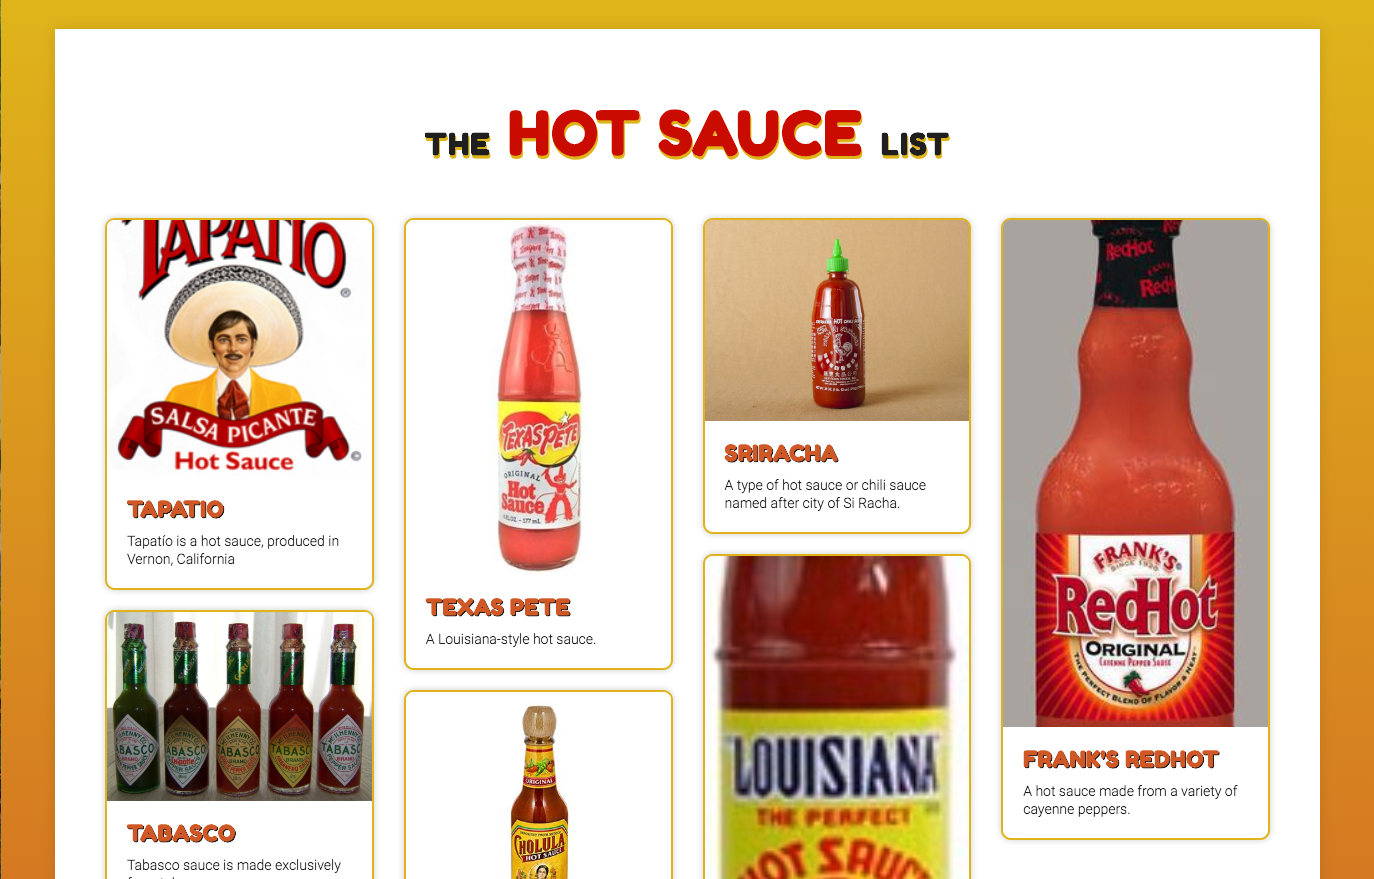 THE HOT SAUCE LIST
TAPATIO
SALSA PICANTE
Hot Sauce
TAPATIO
Tapatío is a hot sauce, produced in
Vernon, California
TABASCO
TABASCO
TABASCO
TABASCO
TABASCO
TABASCO
Tabasco sauce is made exclusively
TEXAS PETE
ORIGINAL
Hot
Sauce
TEXAS PETE
A Louisiana-style hot sauce.
ORIGINAL
CHOLULA
HOT SAUCE
SRIRACHA
A type of hot sauce or chili sauce
named after city of Si Racha.
LOUISIANA
THE PERFECT
HOT SAUCE
RedHot
FRANK'S
SINCE 1920
RedHot
ORIGINAL
CAYENNE PEPPER SAUCE
THE PERFECT BLEND OF FLAVOR & HEAT
FRANK'S REDHOT
A hot sauce made from a variety of
cayenne peppers.